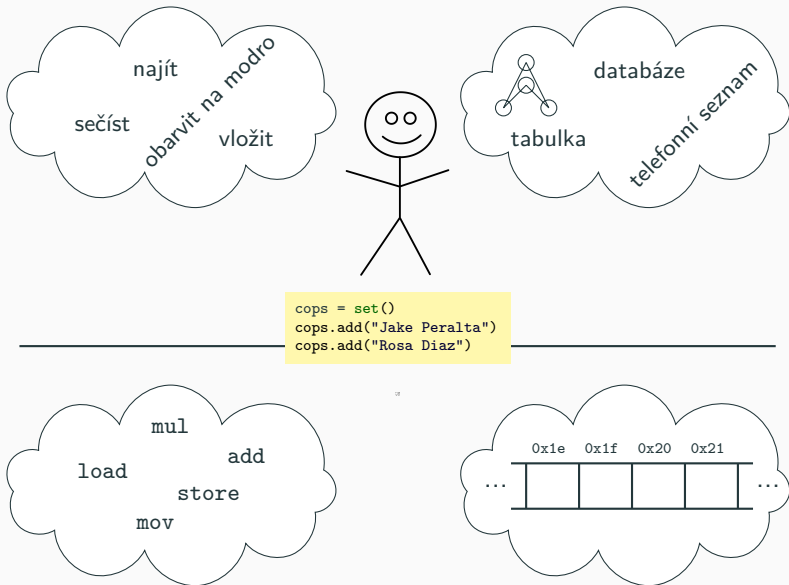 najít
obarvit na modro
sečíst
vložit
databáze
telefonní seznam
tabulka
cops = set()
cops.add("Jake Peralta")
cops.add("Rosa Diaz")
mul
add
load
store
mov
0x1e 0x1f 0x20 0x21
... ...